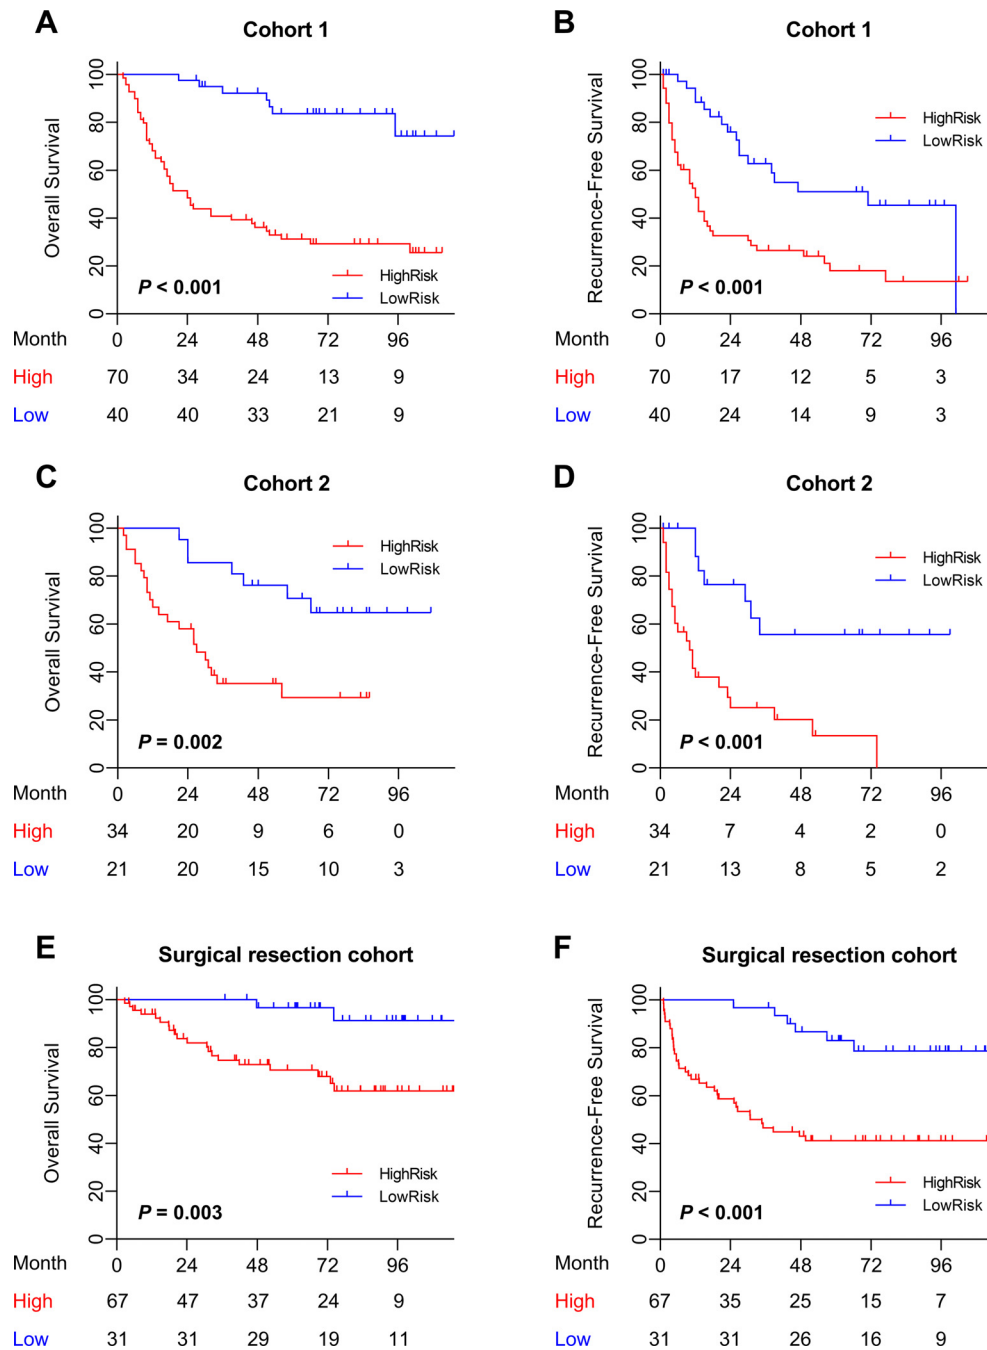 A
Cohort 1
Overall Survival
100
80
60
40
20
0
HighRisk
LowRisk
P < 0.001
Month 0 24 48 72 96
High 70 34 24 13 9
Low 40 40 33 21 9
B
Cohort 1
Recurrence-Free Survival
100
80
60
40
20
0
HighRisk
LowRisk
P < 0.001
Month 0 24 48 72 96
High 70 17 12 5 3
Low 40 24 14 9 3
C
Cohort 2
Overall Survival
100
80
60
40
20
0
HighRisk
LowRisk
P = 0.002
Month 0 24 48 72 96
High 34 20 9 6 0
Low 21 20 15 10 3
D
Cohort 2
Recurrence-Free Survival
100
80
60
40
20
0
HighRisk
LowRisk
P < 0.001
Month 0 24 48 72 96
High 34 7 4 2 0
Low 21 13 8 5 2
E
Surgical resection cohort
Overall Survival
100
80
60
40
20
0
HighRisk
LowRisk
P = 0.003
Month 0 24 48 72 96
High 67 47 37 24 9
Low 31 31 29 19 11
F
Surgical resection cohort
Recurrence-Free Survival
100
80
60
40
20
0
HighRisk
LowRisk
P < 0.001
Month 0 24 48 72 96
High 67 35 25 15 7
Low 31 31 26 16 9